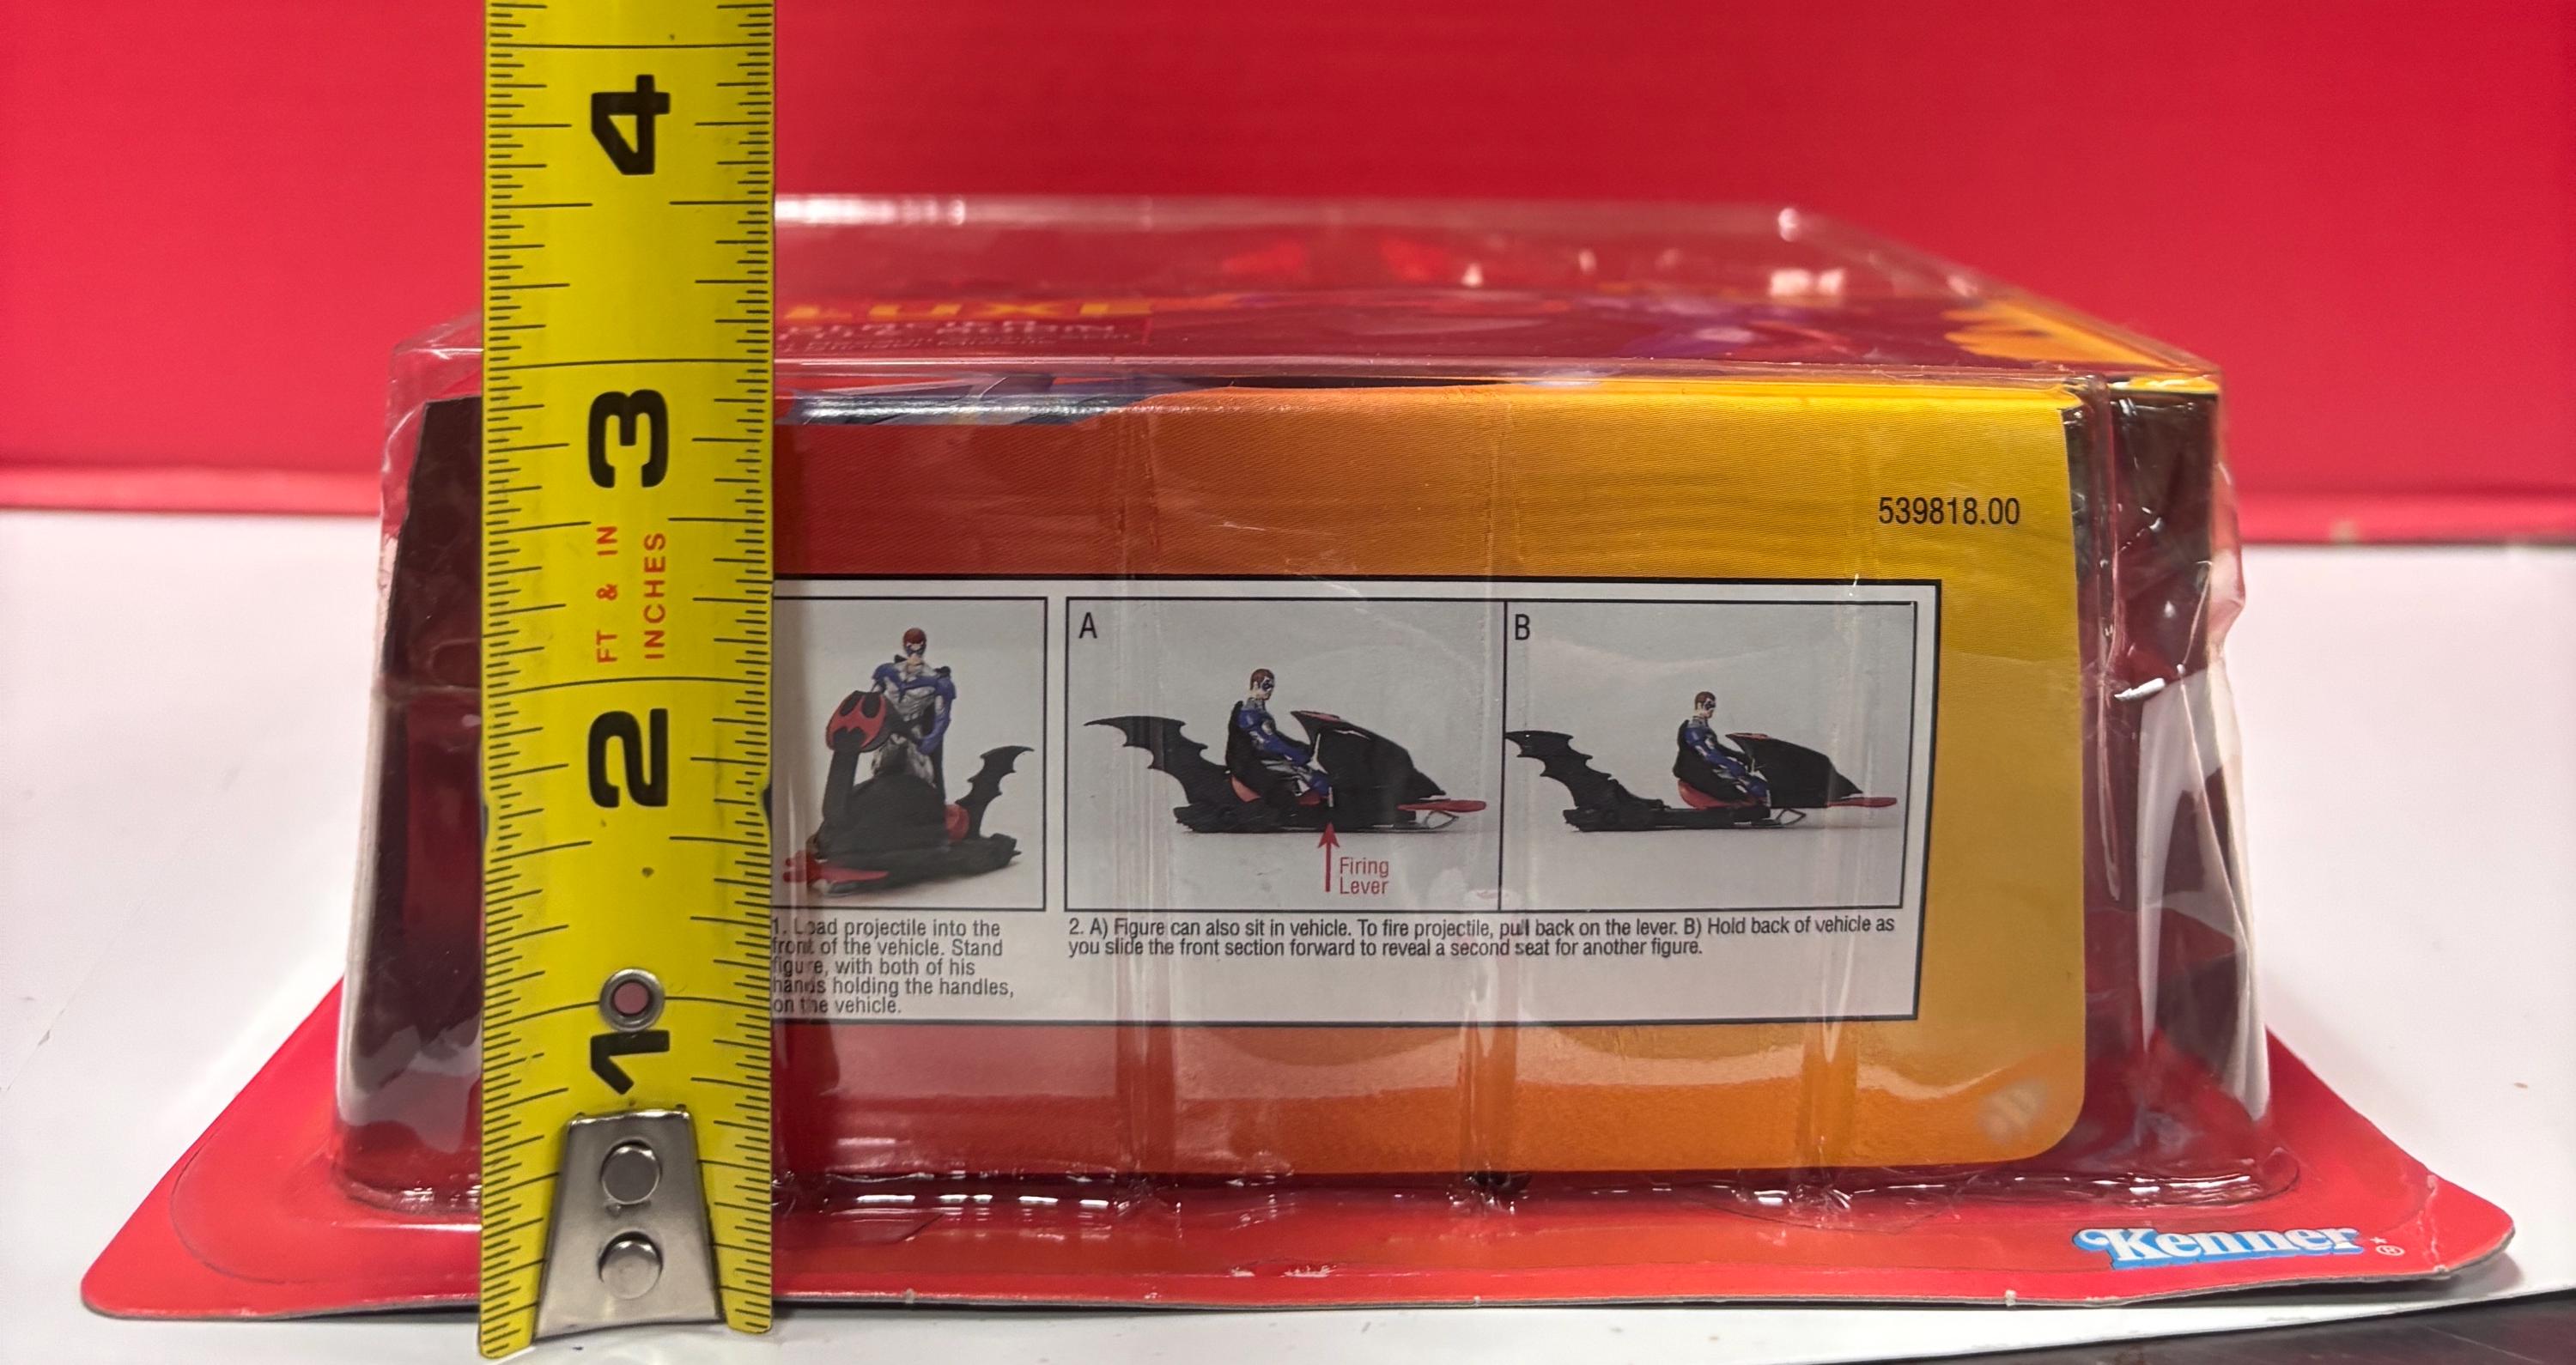 4
3
FT & IN
INCHES
2
1
539818.00
A
B
Firing
Lever
1. Load projectile into the
front of the vehicle. Stand
figure, with both of his
hands holding the handles,
on the vehicle.
2. A) Figure can also sit in vehicle. To fire projectile, pull back on the lever. B) Hold back of vehicle as
you slide the front section forward to reveal a second seat for another figure.
Kenner®